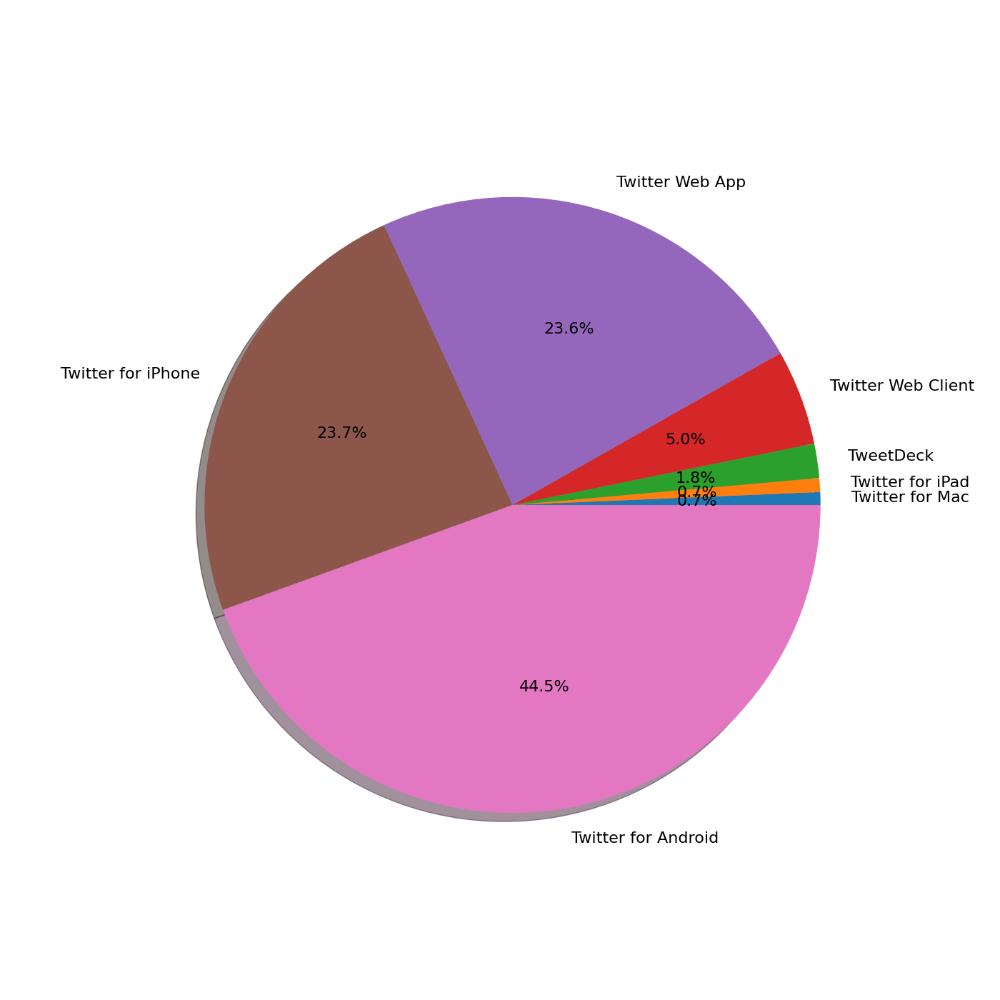 Twitter Web App
23.6%
Twitter for iPhone
23.7%
Twitter Web Client
5.0%
TweetDeck
1.8%
Twitter for iPad
0.7%
Twitter for Mac
0.7%
44.5%
Twitter for Android